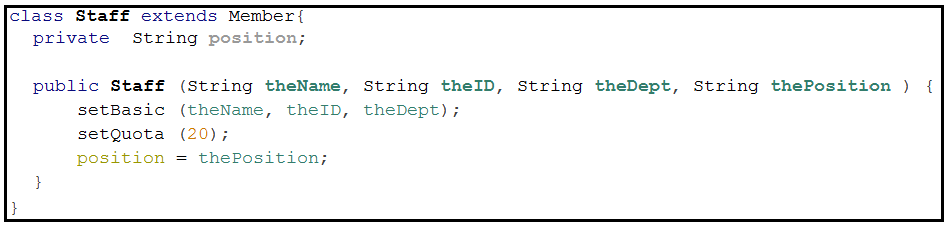 class Staff extends Member{
private String position;
public Staff (String theName, String theID, String theDept, String thePosition ) {
setBasic (theName, theID, theDept);
setQuota (20);
position = thePosition;
}
}